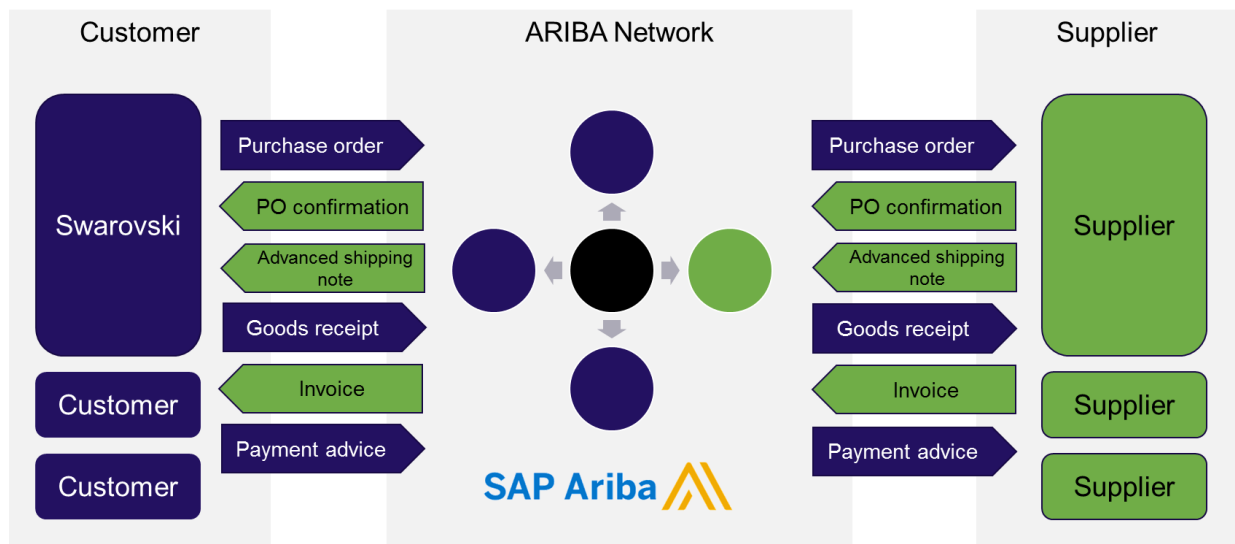 Customer
ARIBA Network
Supplier
Swarovski
Purchase order
PO confirmation
Advanced shipping
note
Goods receipt
Invoice
Payment advice
Customer
Customer
SAP Ariba
Purchase order
PO confirmation
Advanced shipping
note
Goods receipt
Invoice
Payment advice
Supplier
Supplier
Supplier